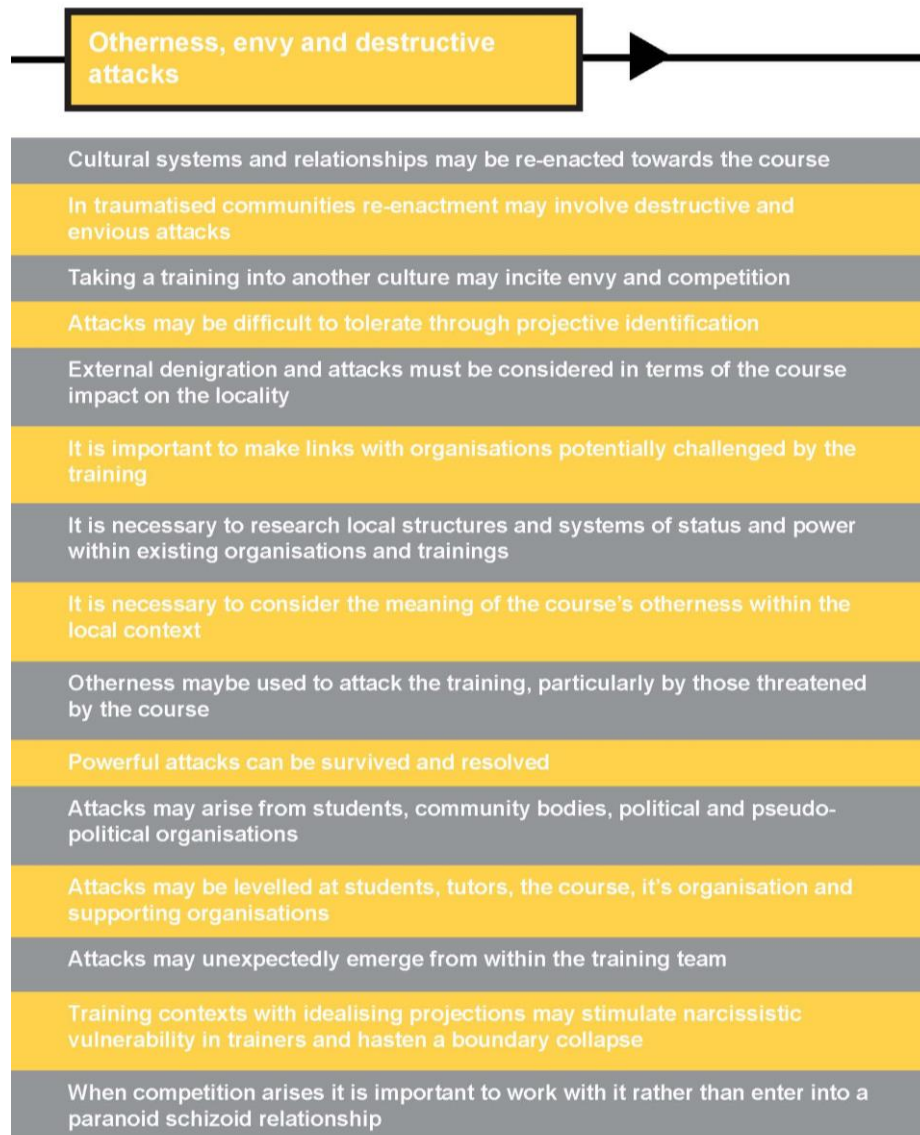 Otherness, envy and destructive
attacks
Cultural systems and relationships may be re-enacted towards the course
In traumatised communities re-enactment may involve destructive and
envious attacks
Taking a training into another culture may incite envy and competition
Attacks may be difficult to tolerate through projective identification
External denigration and attacks must be considered in terms of the course
impact on the locality
It is important to make links with organisations potentially challenged by the
training
It is necessary to research local structures and systems of status and power
within existing organisations and trainings
It is necessary to consider the meaning of the course's otherness within the
local context
Otherness maybe used to attack the training, particularly by those threatened
by the course
Powerful attacks can be survived and resolved
Attacks may arise from students, community bodies, political and pseudo-
political organisations
Attacks may be levelled at students, tutors, the course, it's organisation and
supporting organisations
Attacks may unexpectedly emerge from within the training team
Training contexts with idealising projections may stimulate narcissistic
vulnerability in trainers and hasten a boundary collapse
When competition arises it is important to work with it rather than enter into a
paranoid schizoid relationship